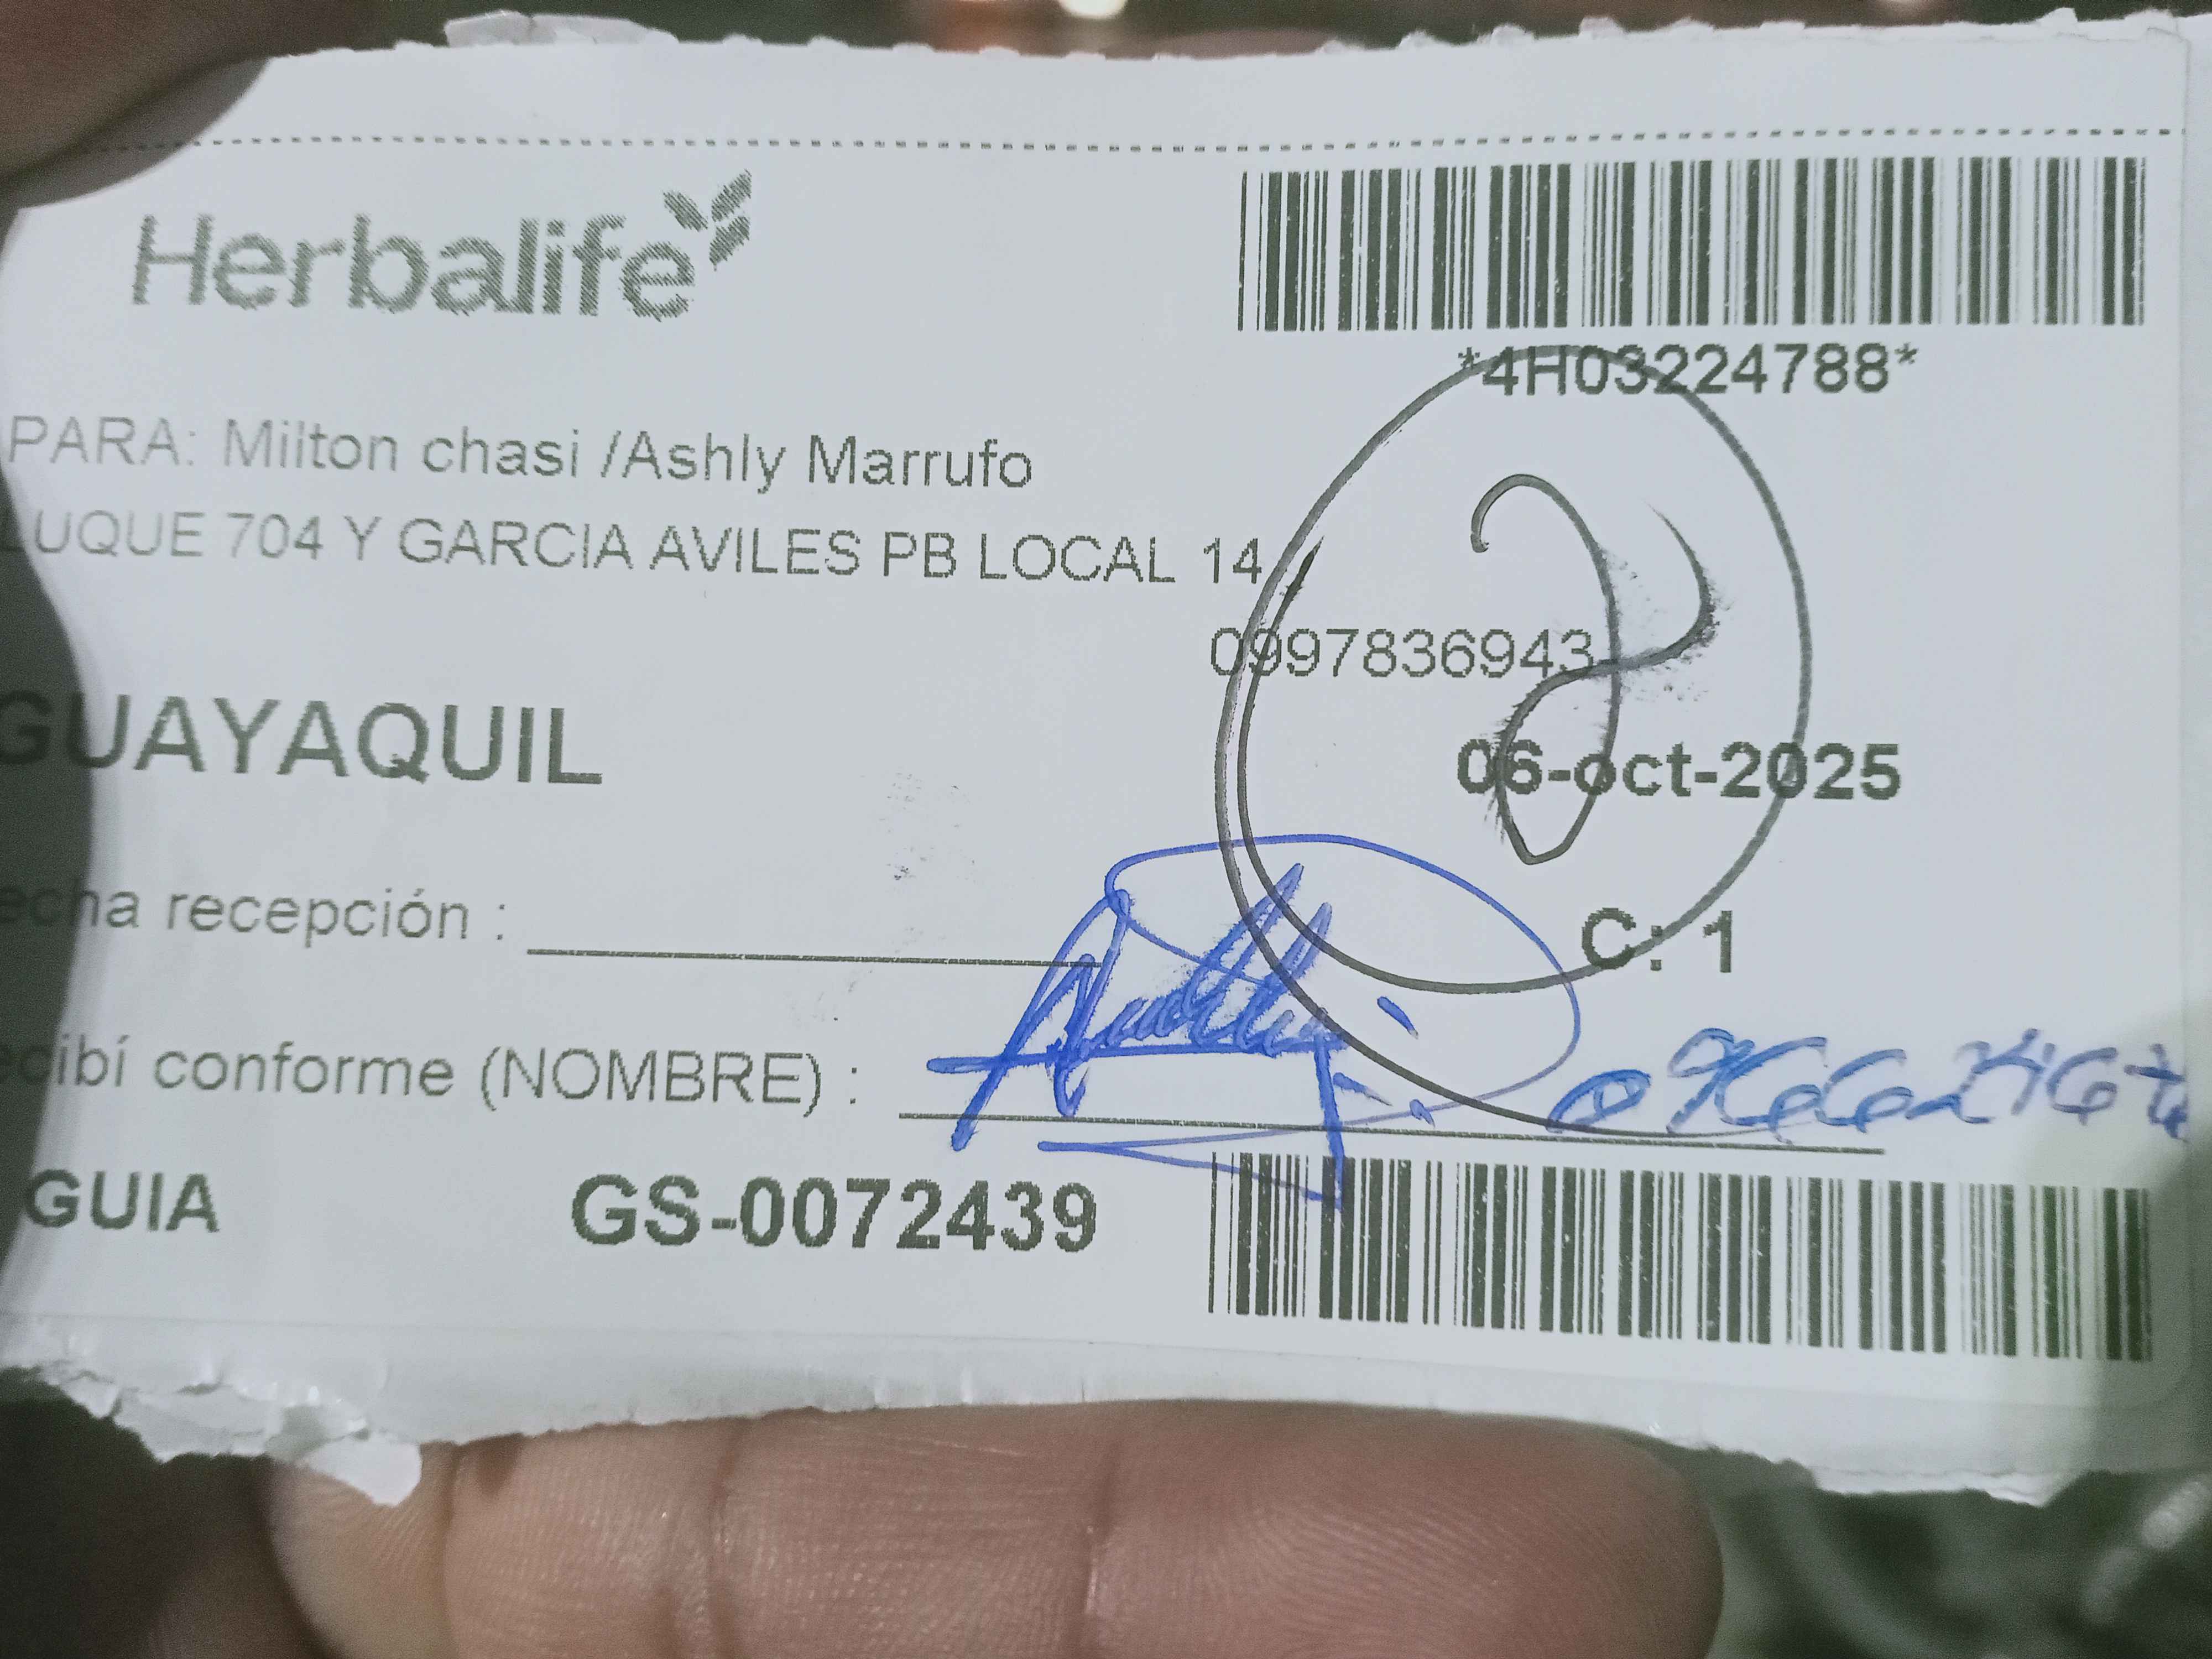 Herbalife
*4H03224788*
PARA: Milton chasi /Ashly Marrufo
LUQUE 704 Y GARCIA AVILES PB LOCAL 14
0997836943
GUAYAQUIL
06-oct-2025
echa recepción :
C: 1
ecibí conforme (NOMBRE) :
GUIA GS-0072439